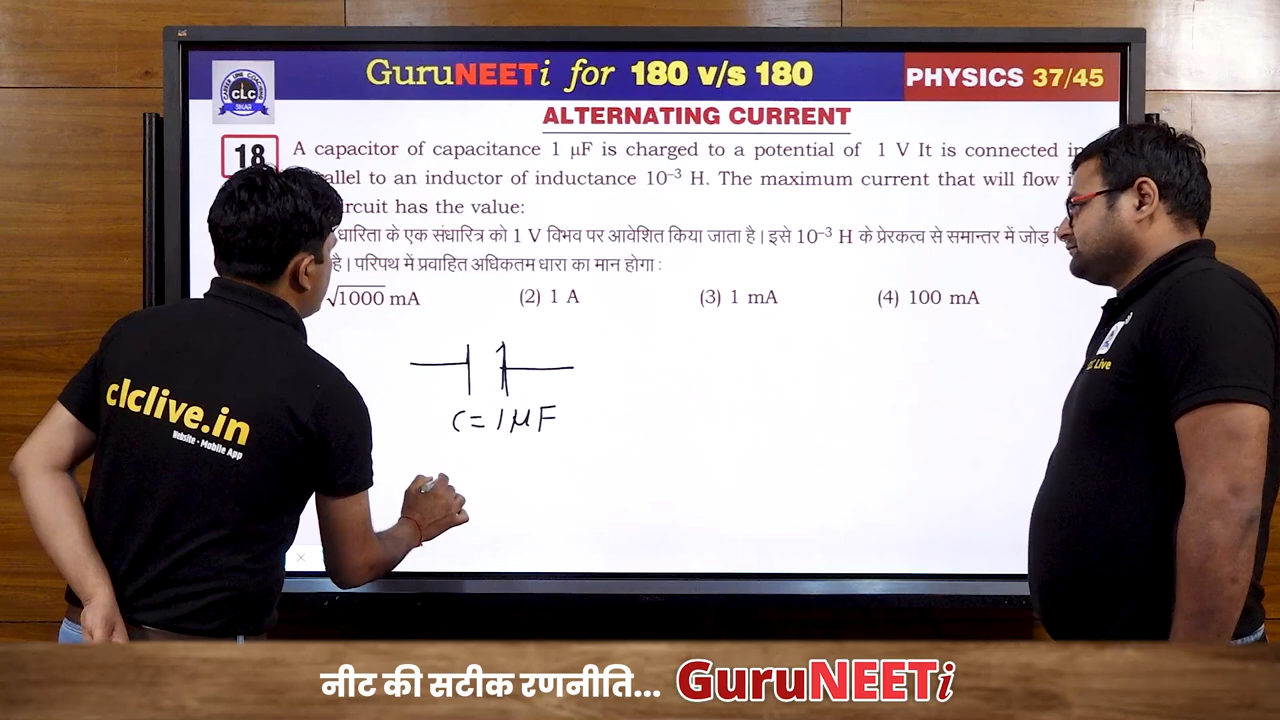 GuruNEETi for 180 v/s 180
PHYSICS 37/45
CLC
SIKAR
ALTERNATING CURRENT
18
A capacitor of capacitance 1 μF is charged to a potential of 1 V It is connected in
to an inductor of inductance 10⁻³ H. The maximum current that will flow
has the value:
धारिता के एक संधारित्र को 1 V विभव पर आवेशित किया जाता है। इसे 10⁻³ H के प्रेरकत्व से समान्तर में जोड़
है। परिपथ में प्रवाहित अधिकतम धारा का मान होगा :
√1000 mA (2) 1 A (3) 1 mA (4) 100 mA
C = 1 μF
clclive.in
Website - Mobile App
Live
नीट की सटीक रणनीति... GuruNEETi